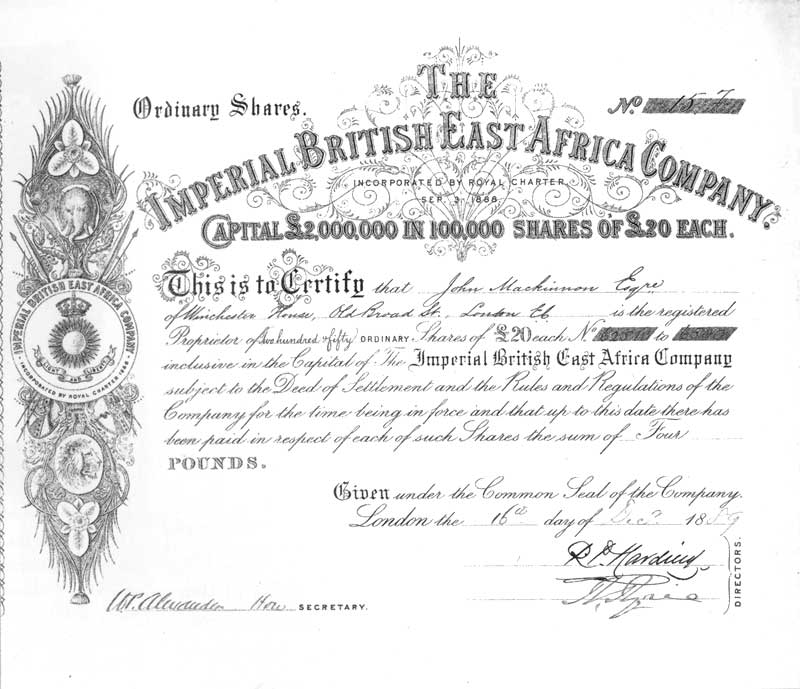 Ordinary Shares.
No. 157
THE
IMPERIAL BRITISH EAST AFRICA COMPANY.
INCORPORATED BY ROYAL CHARTER,
SEP. 3, 1888.
CAPITAL £2,000,000 IN 100,000 SHARES OF £20 EACH.
This is to Certify that John Mackinnon Esqre
of Winchester House, Old Broad St., London EC is the registered
Proprietor of Two hundred fifty ORDINARY Shares of £20 each No. to
inclusive in the Capital of The Imperial British East Africa Company
subject to the Deed of Settlement and the Rules and Regulations of the
Company for the time being in force and that up to this date there has
been paid in respect of each of such Shares the sum of Four
POUNDS.
Given under the Common Seal of the Company.
London the 16th day of Decr. 1889
DIRECTORS.
SECRETARY.
IMPERIAL BRITISH EAST AFRICA COMPANY
LIGHT AND LIBERTY
INCORPORATED BY ROYAL CHARTER 1888